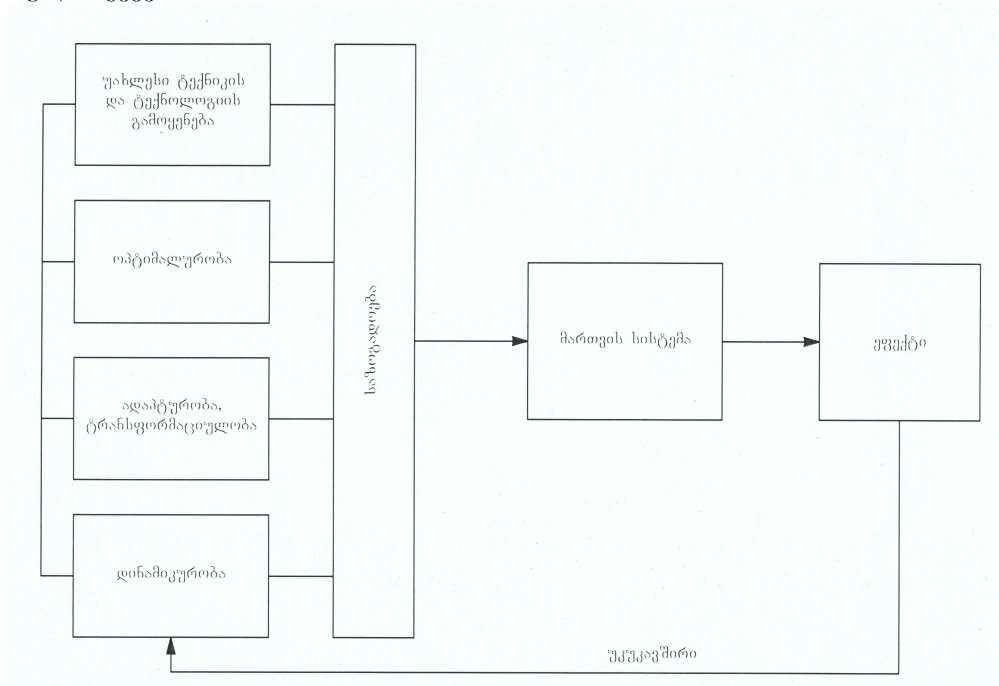 უახლესი ტექნიკის
და ტექნოლოგიის
გამოყენება
ოპტიმალურობა
ადაპტურობა,
ტრანსფორმაციულობა
დინამიკურობა
საზოგადოება
მართვის სისტემა
ეფექტი
უკუკავშირი